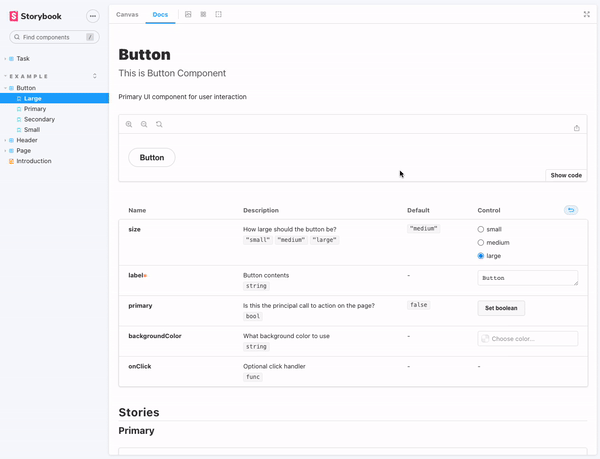 Storybook
Find components
/
Task
EXAMPLE
Button
Large
Primary
Secondary
Small
Header
Page
Introduction
Canvas
Docs
Button
This is Button Component
Primary UI component for user interaction
Button
Show code
Name Description Default Control
size How large should the button be? "medium" small
"small" "medium" "large" medium
large
label* Button contents - Button
string
primary Is this the principal call to action on the page? false Set boolean
bool
backgroundColor What background color to use - Choose color...
string
onClick Optional click handler - -
func
Stories
Primary